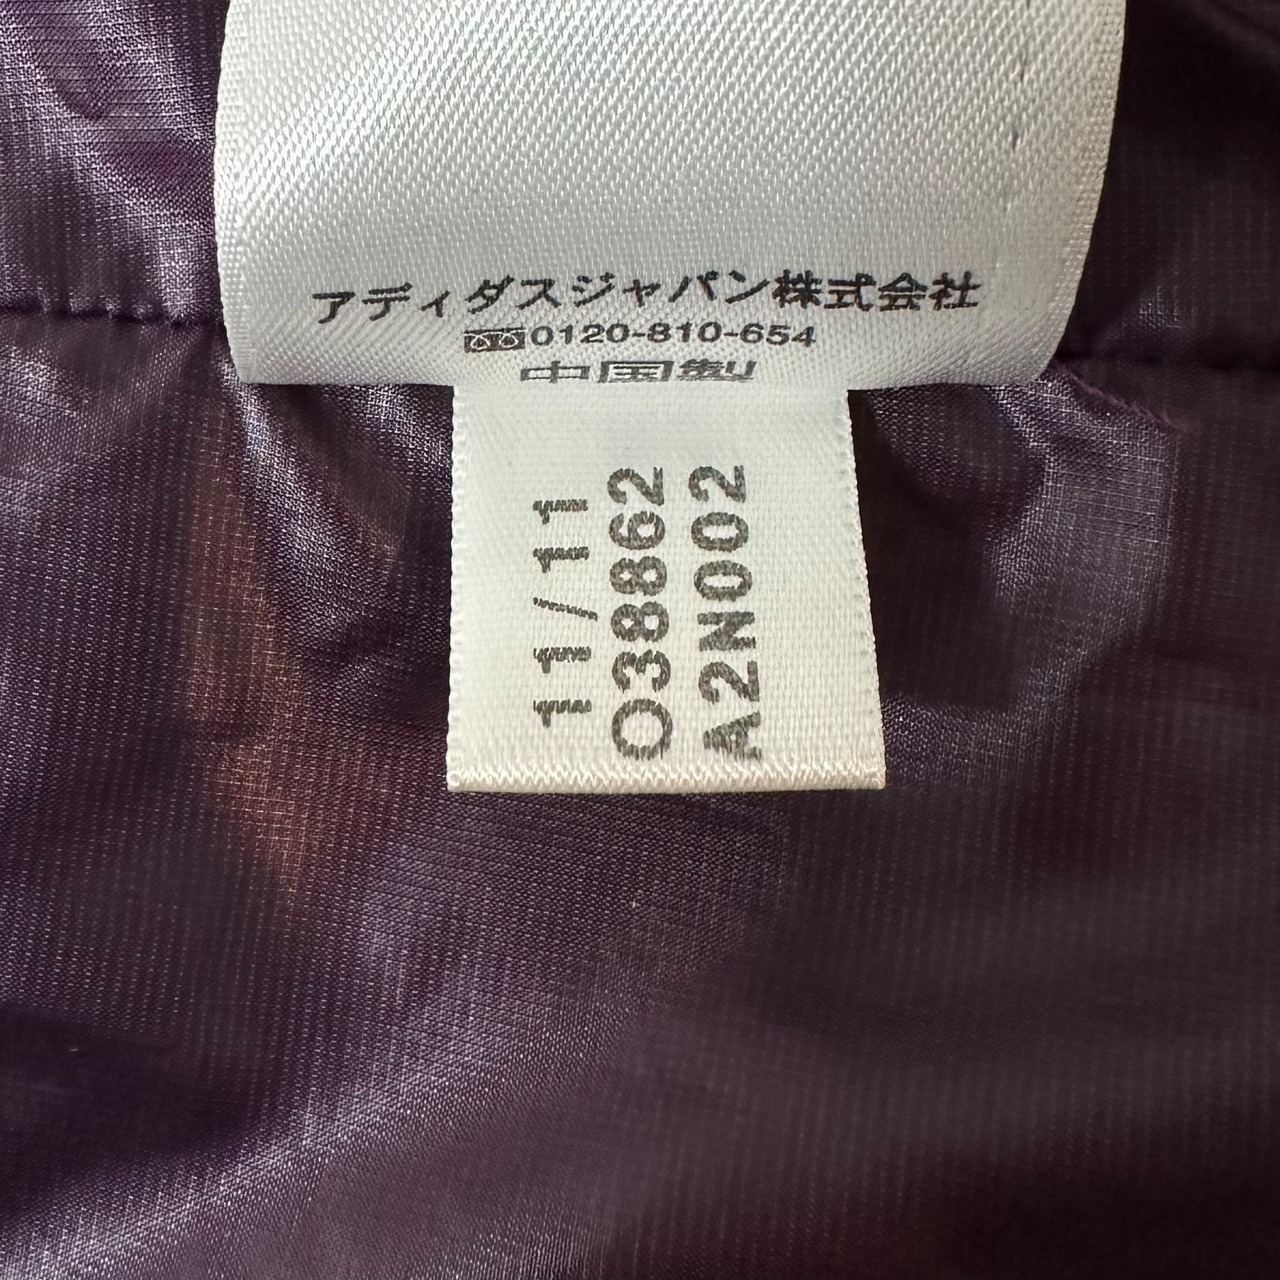 アディダスジャパン株式会社
0120-810-654
中国製
11/11
O38862
A2N002